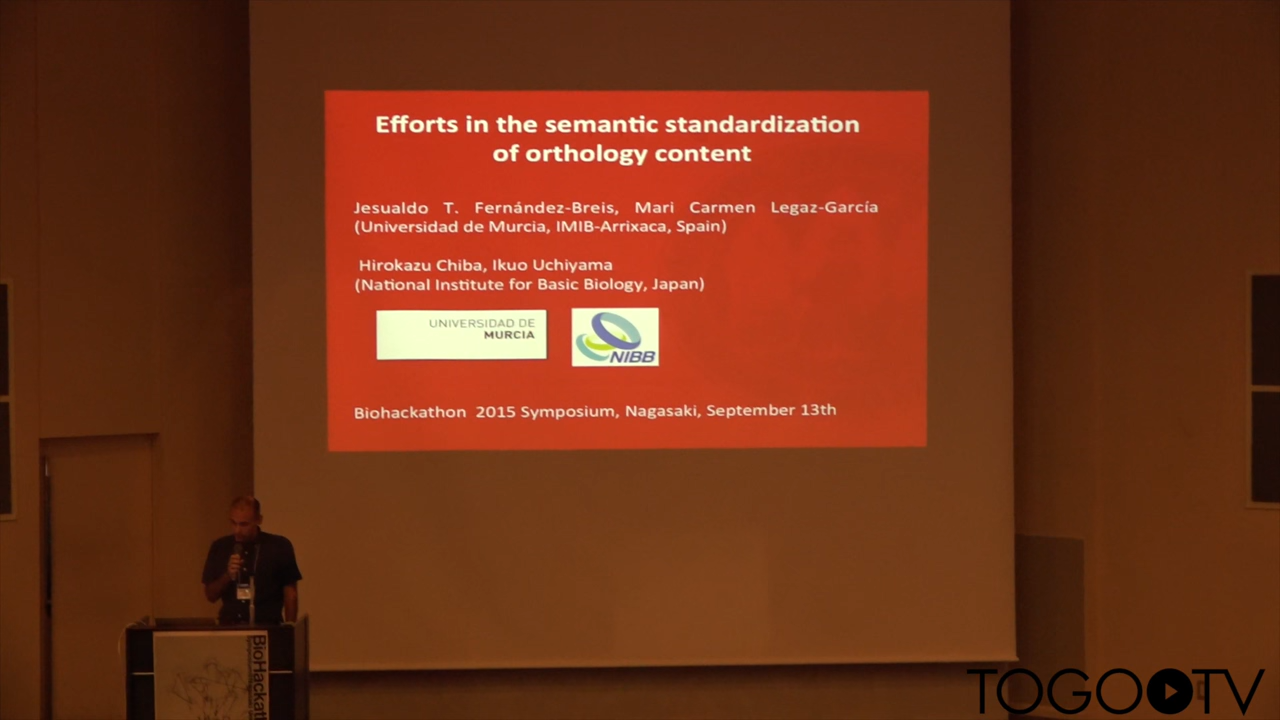 Efforts in the semantic standardization
of orthology content
Jesualdo T. Fernández-Breis, Mari Carmen Legaz-García
(Universidad de Murcia, IMIB-Arrixaca, Spain)
Hirokazu Chiba, Ikuo Uchiyama
(National Institute for Basic Biology, Japan)
UNIVERSIDAD DE
MURCIA
NIBB
Biohackathon 2015 Symposium, Nagasaki, September 13th
TOGO TV